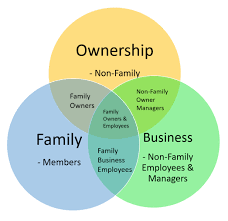 Ownership
- Non-Family
Family
Owners
Non-Family
Owner
Managers
Family
Owners &
Employees
Family
- Members
Family
Business
Employees
Business
- Non-Family
Employees &
Managers